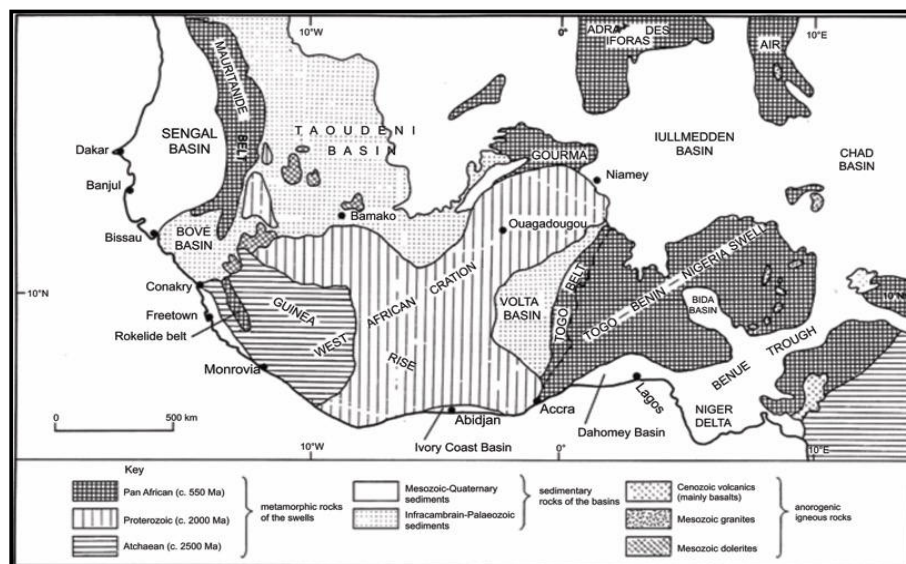 10°W
0°
10°E
ADRA DES
IFORAS
AIR
MAURITANIDE
BELT
SENGAL
BASIN
TAOUDENI
BASIN
IULLMEDDEN
BASIN
CHAD
BASIN
Dakar
GOURMA
Niamey
Banjul
Bamako
Bissau
BOVE
BASIN
Ouagadougou
Conakry
10°N
10°N
GUINEA
RISE
WEST AFRICAN CRATION
VOLTA
BASIN
TOGO BELT
TOGO – BENIN – NIGERIA SWELL
BIDA
BASIN
Freetown
Rokelide belt
BENUE TROUGH
Monrovia
0 500 km
Abidjan
Accra
Lagos
NIGER
DELTA
Dahomey Basin
Ivory Coast Basin
10°W
0°
10°E
Key
Pan African (c. 550 Ma)
Proterozoic (c. 2000 Ma)
Atchaean (c. 2500 Ma)
metamorphic rocks
of the swells
Mesozoic-Quaternary
sediments
Infracambrain-Palaeozoic
sediments
sedimentary
rocks of the basins
Cenozoic volcanics
(mainly basalts)
Mesozoic granites
Mesozoic dolerites
anorogenic
igneous rocks